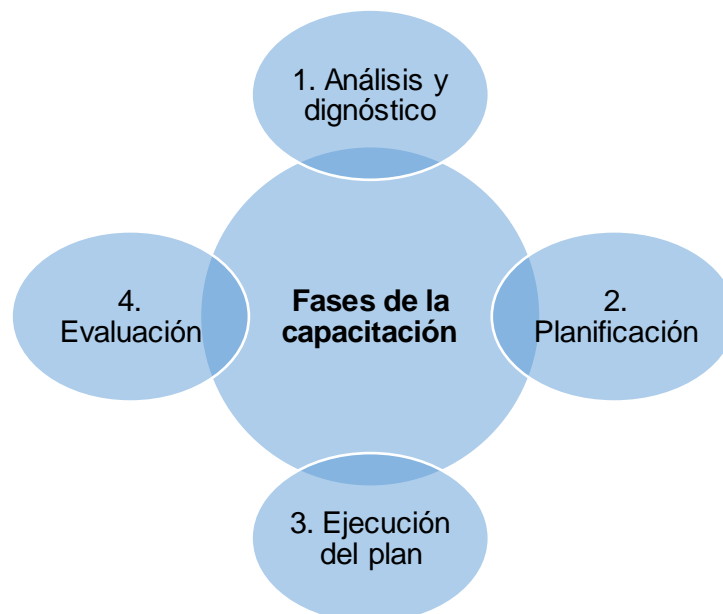 1. Análisis y
dignóstico
Fases de la
capacitación
2.
Planificación
3. Ejecución
del plan
4.
Evaluación